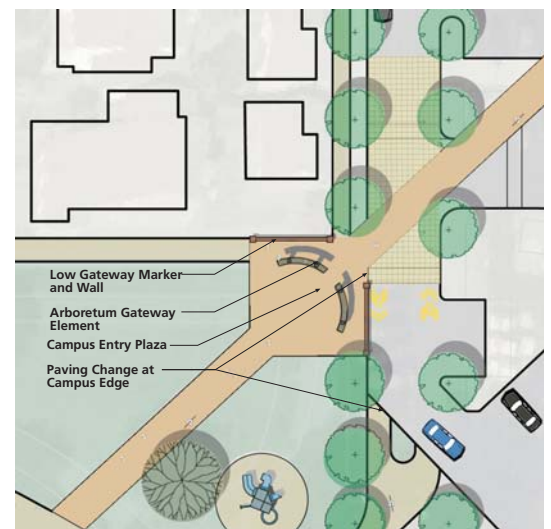 Low Gateway Marker
and Wall
Arboretum Gateway
Element
Campus Entry Plaza
Paving Change at
Campus Edge